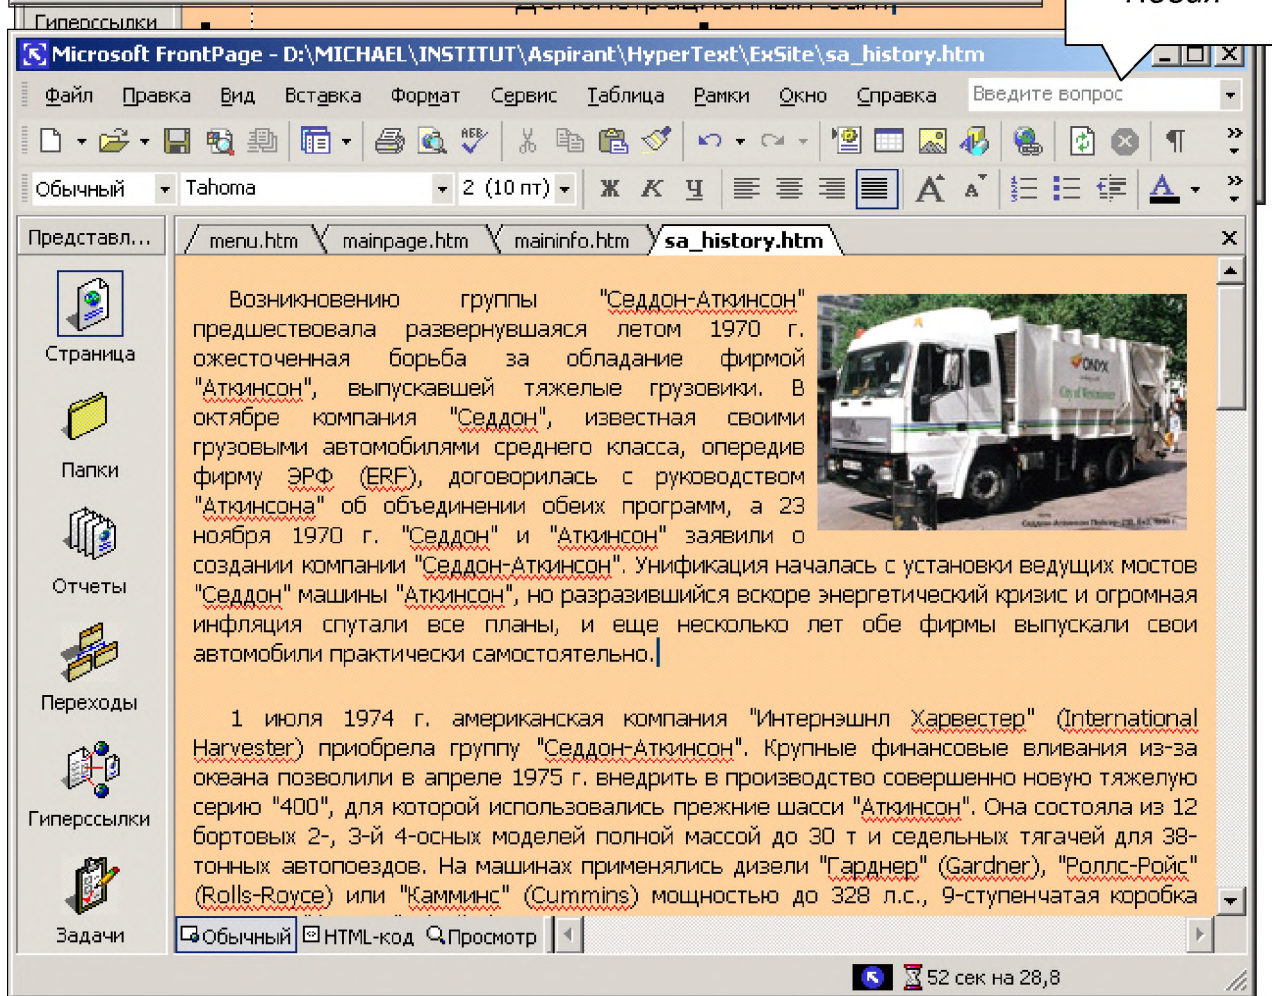 Гиперссылки
демонстрационный сайт
Новая
Microsoft FrontPage - D:\MICHAEL\INSTITUT\Aspirant\HyperText\ExSite\sa_history.htm
Файл Правка Вид Вставка Формат Сервис Таблица Рамки Окно Справка Введите вопрос
Обычный Tahoma 2 (10 пт) Ж К Ч
Представл... menu.htm mainpage.htm maininfo.htm sa_history.htm
Страница
Папки
Отчеты
Переходы
Гиперссылки
Задачи
Возникновению группы "Седдон-Аткинсон"
предшествовала развернувшаяся летом 1970 г.
ожесточенная борьба за обладание фирмой
"Аткинсон", выпускавшей тяжелые грузовики. В
октябре компания "Седдон", известная своими
грузовыми автомобилями среднего класса, опередив
фирму ЭРФ (ERF), договорилась с руководством
"Аткинсона" об объединении обеих программ, а 23
ноября 1970 г. "Седдон" и "Аткинсон" заявили о
создании компании "Седдон-Аткинсон". Унификация началась с установки ведущих мостов
"Седдон" машины "Аткинсон", но разразившийся вскоре энергетический кризис и огромная
инфляция спутали все планы, и еще несколько лет обе фирмы выпускали свои
автомобили практически самостоятельно.
ONYX
City of Westminster
1 июля 1974 г. американская компания "Интернэшнл Харвестер" (International
Harvester) приобрела группу "Седдон-Аткинсон". Крупные финансовые вливания из-за
океана позволили в апреле 1975 г. внедрить в производство совершенно новую тяжелую
серию "400", для которой использовались прежние шасси "Аткинсон". Она состояла из 12
бортовых 2-, 3-й 4-осных моделей полной массой до 30 т и седельных тягачей для 38-
тонных автопоездов. На машинах применялись дизели "Гарднер" (Gardner), "Роллс-Ройс"
(Rolls-Royce) или "Камминс" (Cummins) мощностью до 328 л.с., 9-ступенчатая коробка
Обычный HTML-код Просмотр
52 сек на 28,8